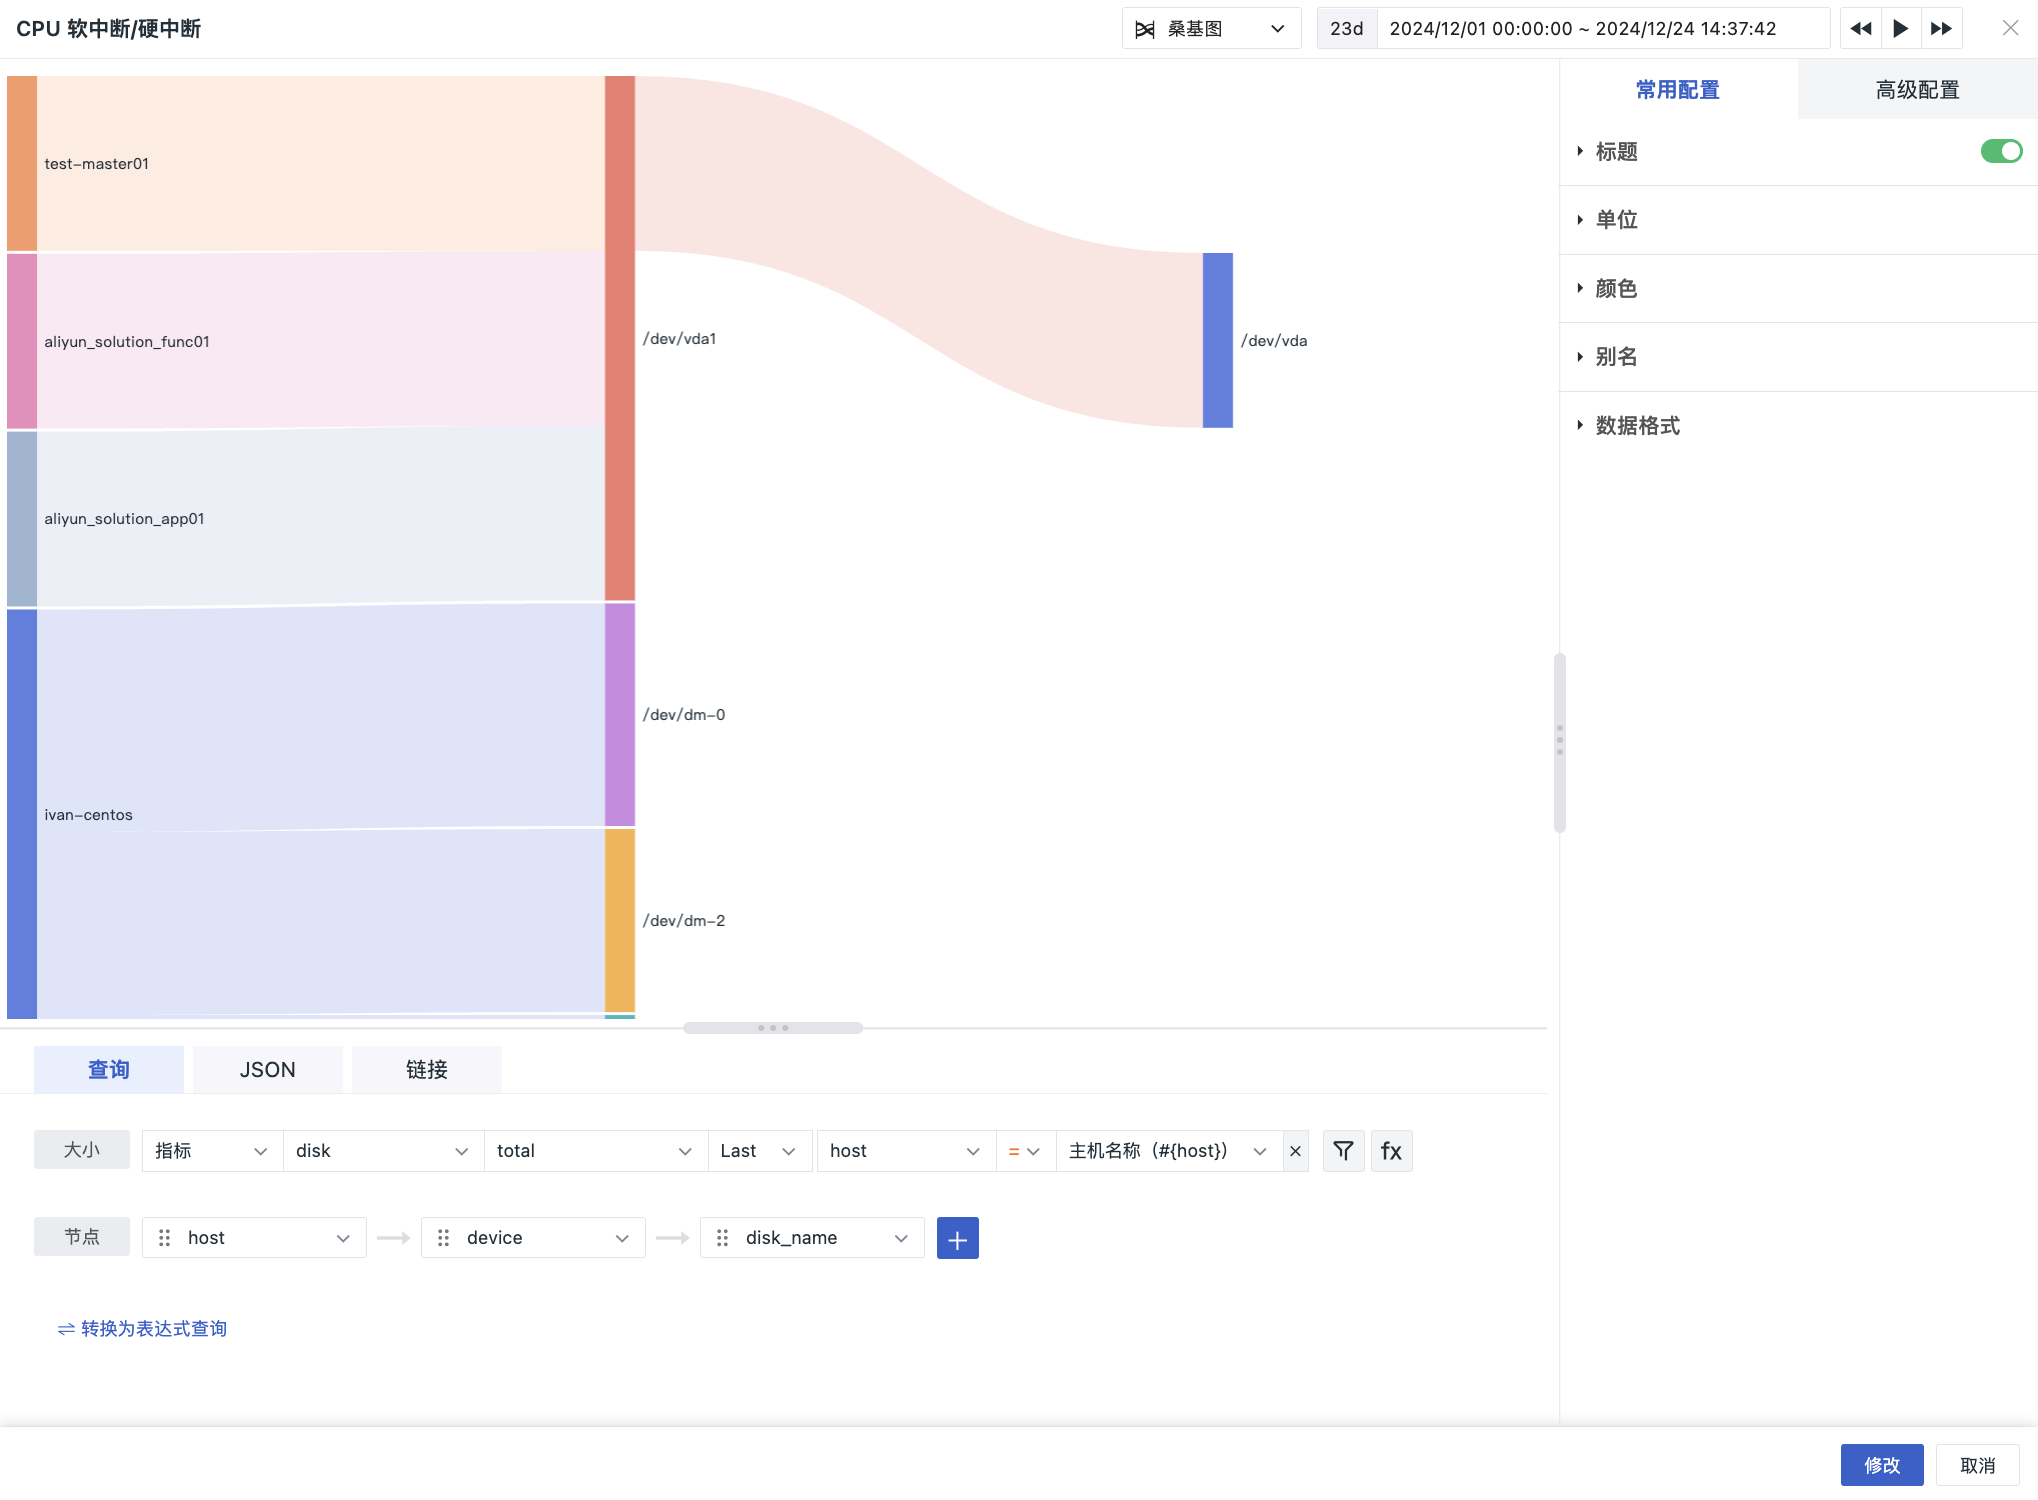 CPU 软中断/硬中断
桑基图
23d 2024/12/01 00:00:00 ~ 2024/12/24 14:37:42
常用配置
高级配置
标题
单位
颜色
别名
数据格式
test-master01
aliyun_solution_func01
aliyun_solution_app01
ivan-centos
/dev/vda1
/dev/dm-0
/dev/dm-2
/dev/vda
查询 JSON 链接
大小 指标 disk total Last host = 主机名称（#{host}） × fx
节点 host device disk_name +
⇌ 转换为表达式查询
修改 取消